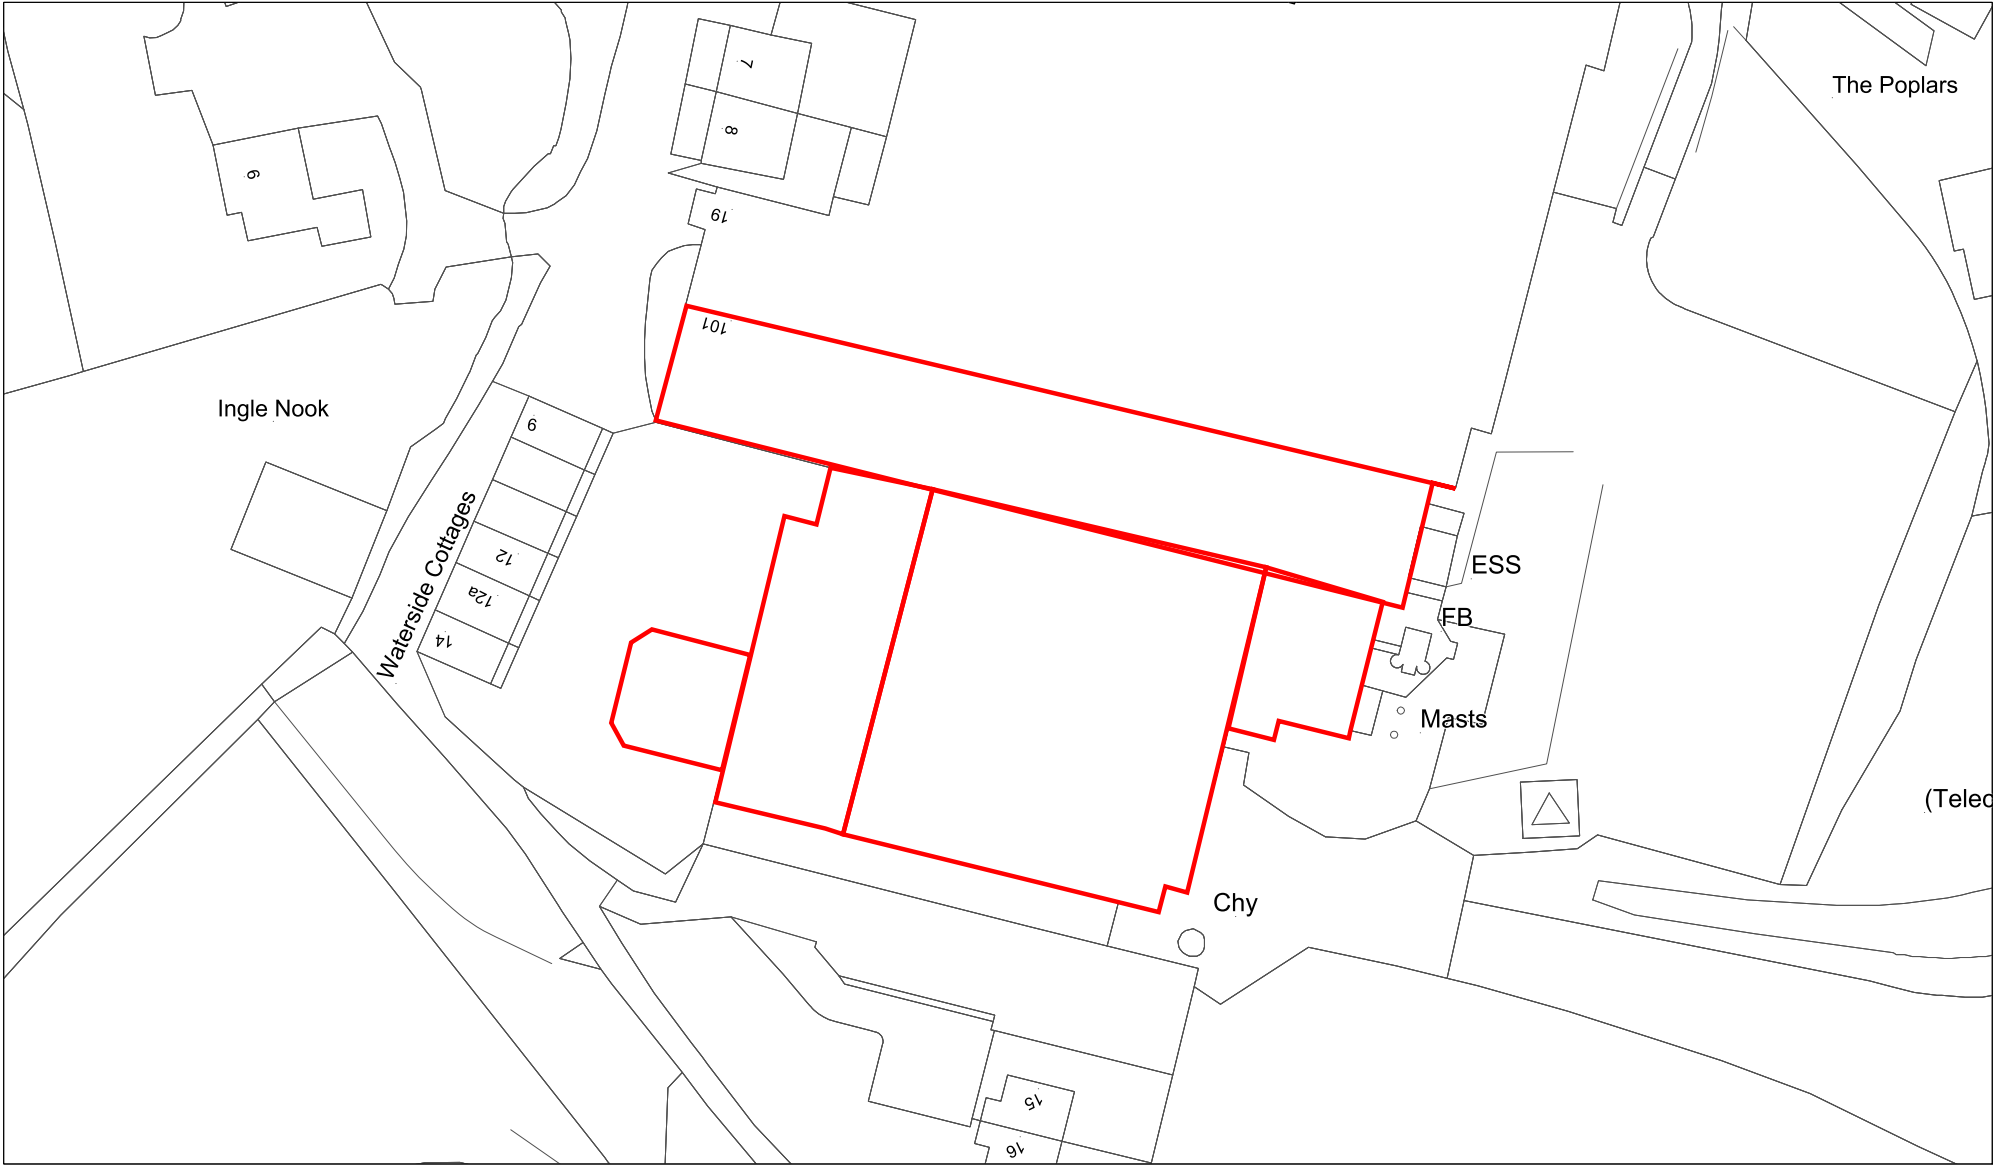 7
The Poplars
8
6
19
101
Ingle Nook
9
Waterside Cottages
12
ESS
12a
FB
14
Masts
(Telec
Chy
15
16